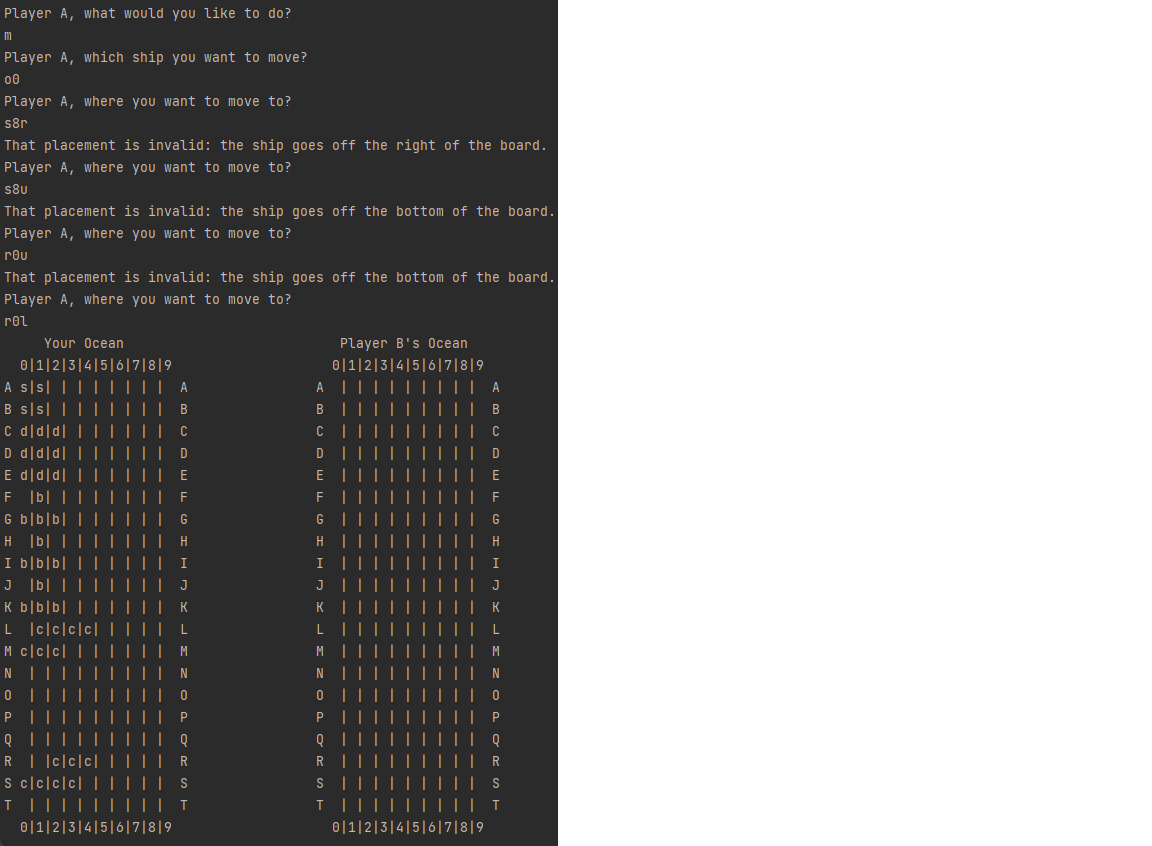 Player A, what would you like to do?
m
Player A, which ship you want to move?
o0
Player A, where you want to move to?
s8r
That placement is invalid: the ship goes off the right of the board.
Player A, where you want to move to?
s8u
That placement is invalid: the ship goes off the bottom of the board.
Player A, where you want to move to?
r0u
That placement is invalid: the ship goes off the bottom of the board.
Player A, where you want to move to?
r0l
     Your Ocean                           Player B's Ocean
  0|1|2|3|4|5|6|7|8|9                    0|1|2|3|4|5|6|7|8|9
A s|s| | | | | | | |  A                A  | | | | | | | | |  A
B s|s| | | | | | | |  B                B  | | | | | | | | |  B
C d|d|d| | | | | | |  C                C  | | | | | | | | |  C
D d|d|d| | | | | | |  D                D  | | | | | | | | |  D
E d|d|d| | | | | | |  E                E  | | | | | | | | |  E
F  |b| | | | | | | |  F                F  | | | | | | | | |  F
G b|b|b| | | | | | |  G                G  | | | | | | | | |  G
H  |b| | | | | | | |  H                H  | | | | | | | | |  H
I b|b|b| | | | | | |  I                I  | | | | | | | | |  I
J  |b| | | | | | | |  J                J  | | | | | | | | |  J
K b|b|b| | | | | | |  K                K  | | | | | | | | |  K
L  |c|c|c|c| | | | |  L                L  | | | | | | | | |  L
M c|c|c| | | | | | |  M                M  | | | | | | | | |  M
N  | | | | | | | | |  N                N  | | | | | | | | |  N
O  | | | | | | | | |  O                O  | | | | | | | | |  O
P  | | | | | | | | |  P                P  | | | | | | | | |  P
Q  | | | | | | | | |  Q                Q  | | | | | | | | |  Q
R  | |c|c|c| | | | |  R                R  | | | | | | | | |  R
S c|c|c|c| | | | | |  S                S  | | | | | | | | |  S
T  | | | | | | | | |  T                T  | | | | | | | | |  T
  0|1|2|3|4|5|6|7|8|9                    0|1|2|3|4|5|6|7|8|9